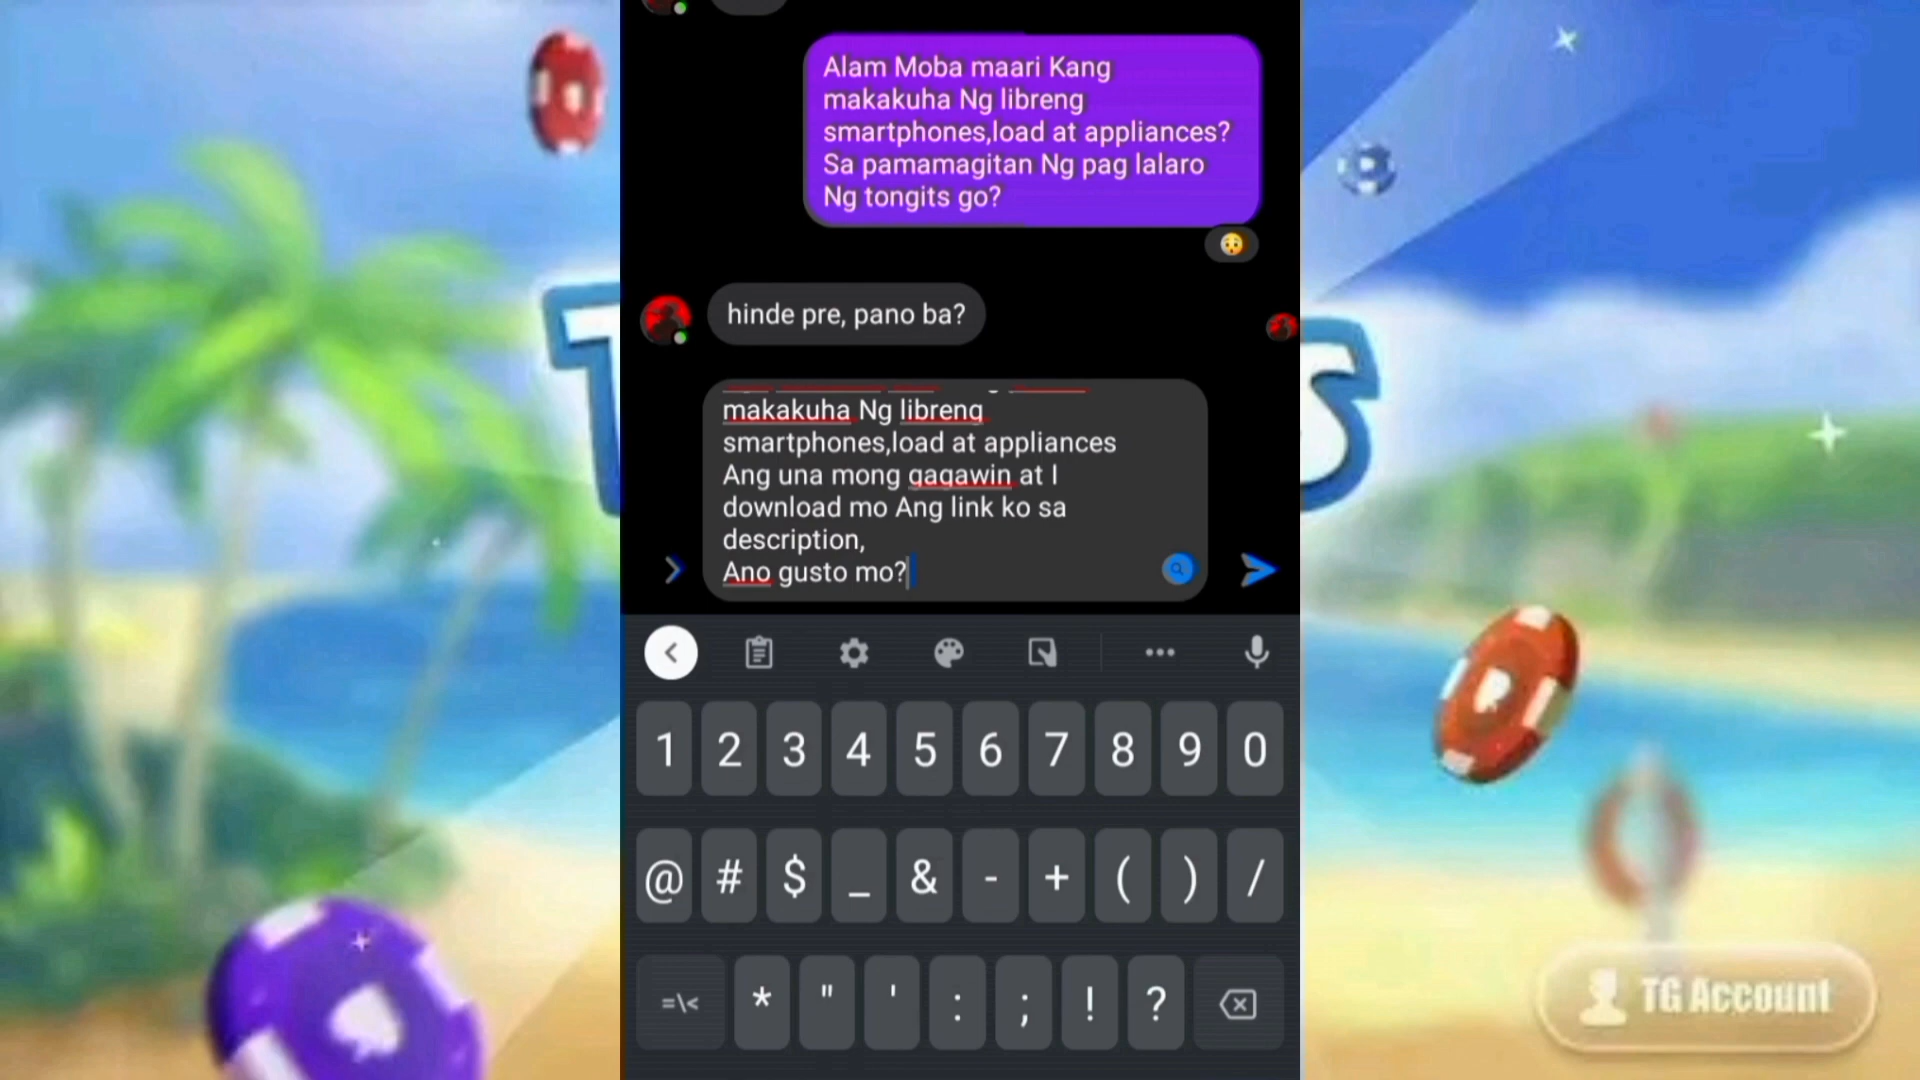 Alam Moba maari Kang
makakuha Ng libreng
smartphones,load at appliances?
Sa pamamagitan Ng pag lalaro
Ng tongits go?
hinde pre, pano ba?
makakuha Ng libreng
smartphones,load at appliances
Ang una mong gagawin at I
download mo Ang link ko sa
description,
Ano gusto mo?
1 2 3 4 5 6 7 8 9 0
@ # $ _ & - + ( ) /
=\< * " ' : ; ! ?
T
S
TG Account